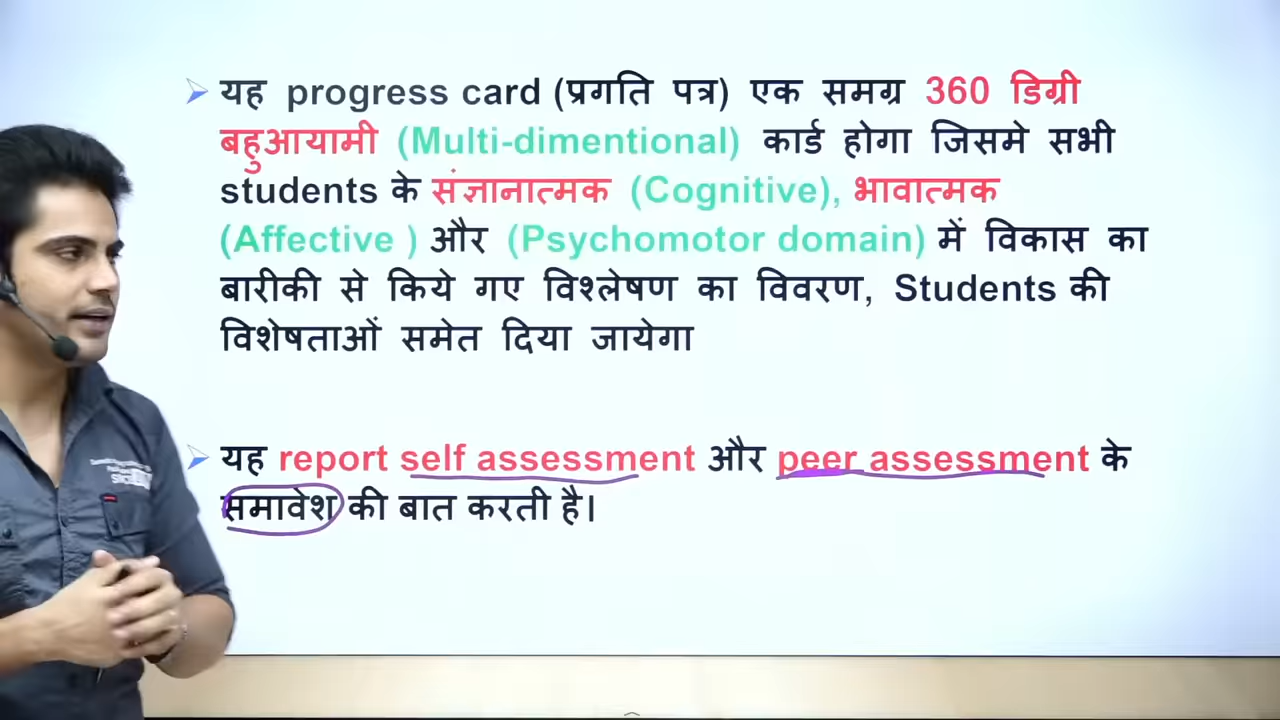 यह progress card (प्रगति पत्र) एक समग्र 360 डिग्री
बहुआयामी (Multi-dimentional) कार्ड होगा जिसमे सभी
students के संज्ञानात्मक (Cognitive), भावात्मक
(Affective ) और (Psychomotor domain) में विकास का
बारीकी से किये गए विश्लेषण का विवरण, Students की
विशेषताओं समेत दिया जायेगा
यह report self assessment और peer assessment के
समावेश की बात करती है।